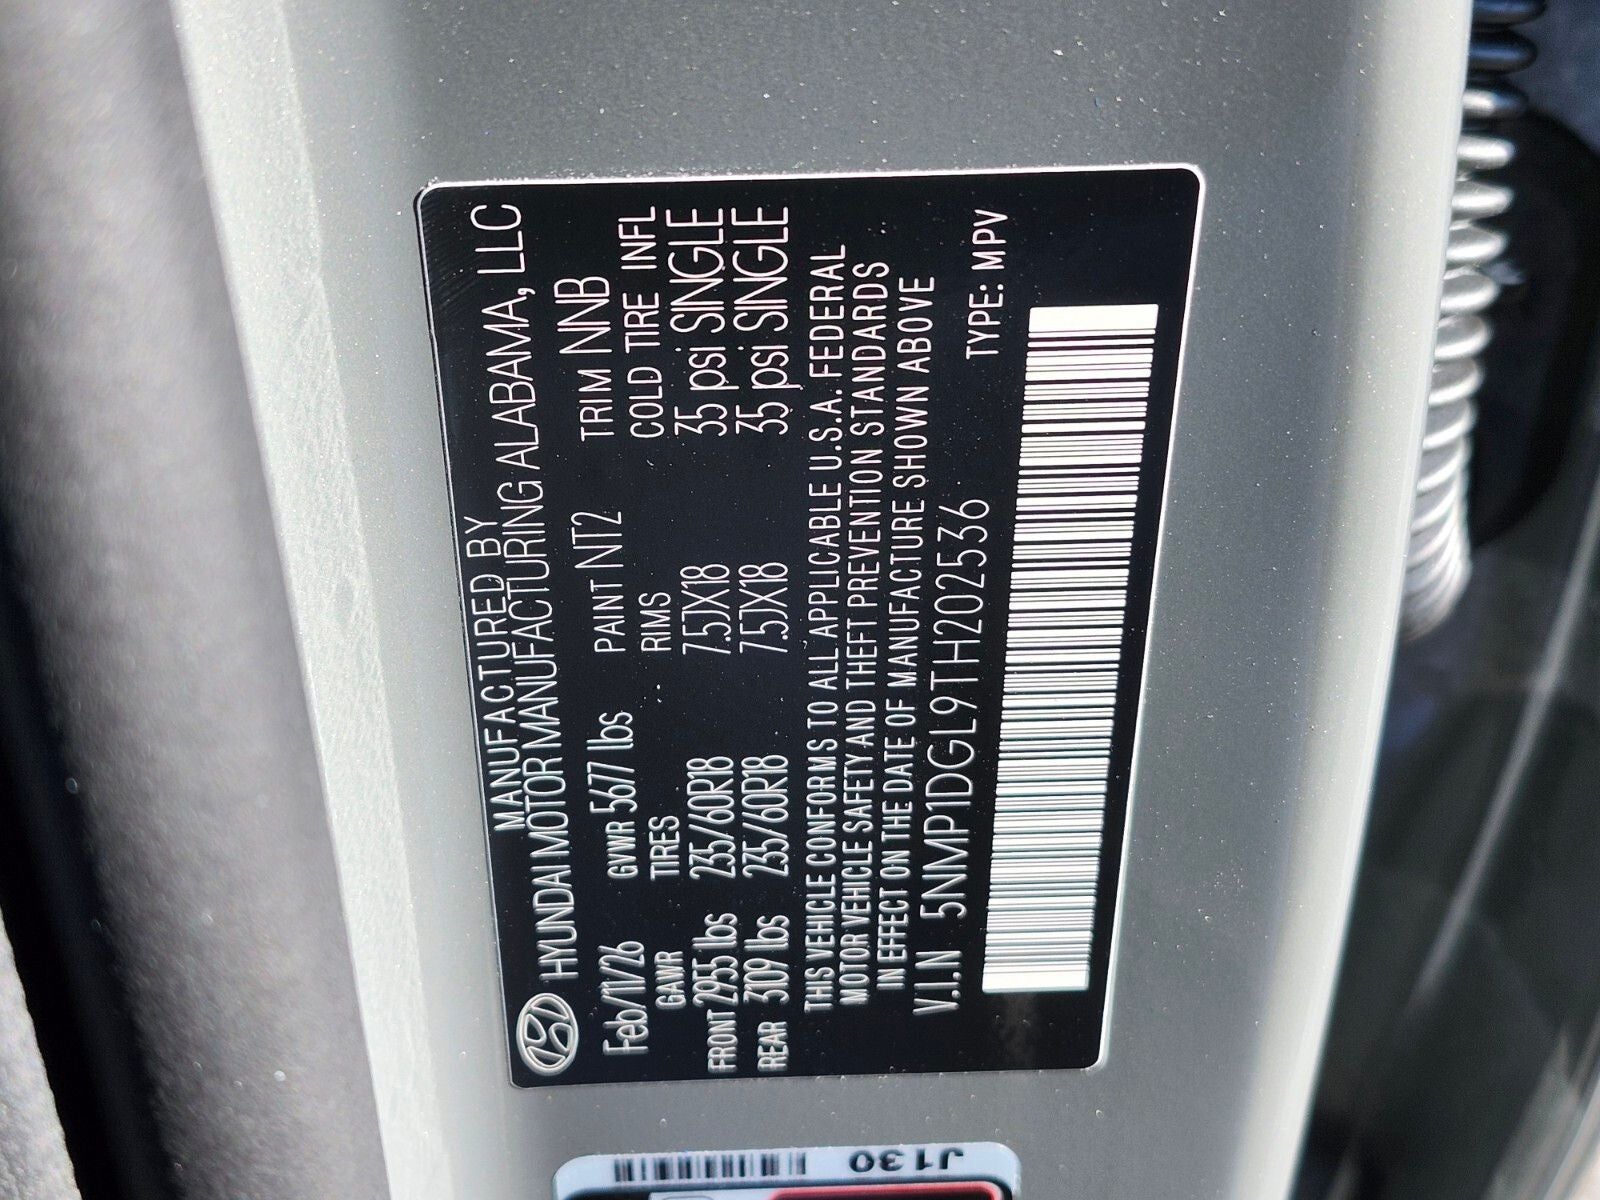 MANUFACTURED BY
HYUNDAI MOTOR MANUFACTURING ALABAMA, LLC
Feb/11/26 GVWR 5677 lbs PAINT NT2 TRIM NNB
GAWR TIRES RIMS COLD TIRE INFL
FRONT 2955 lbs 235/60R18 7.5JX18 35 psi SINGLE
REAR 3109 lbs 235/60R18 7.5JX18 35 psi SINGLE
THIS VEHICLE CONFORMS TO ALL APPLICABLE U.S.A. FEDERAL
MOTOR VEHICLE SAFETY AND THEFT PREVENTION STANDARDS
IN EFFECT ON THE DATE OF MANUFACTURE SHOWN ABOVE
V.I.N 5NMP1DGL9TH202536 TYPE: MPV
J130